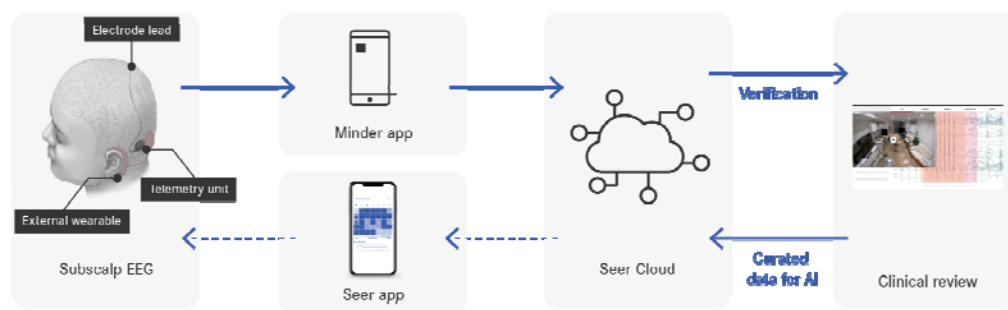 Electrode lead
Telemetry unit
External wearable
Subscalp EEG
Minder app
Seer app
Seer Cloud
Verification
Curated
data for AI
Clinical review